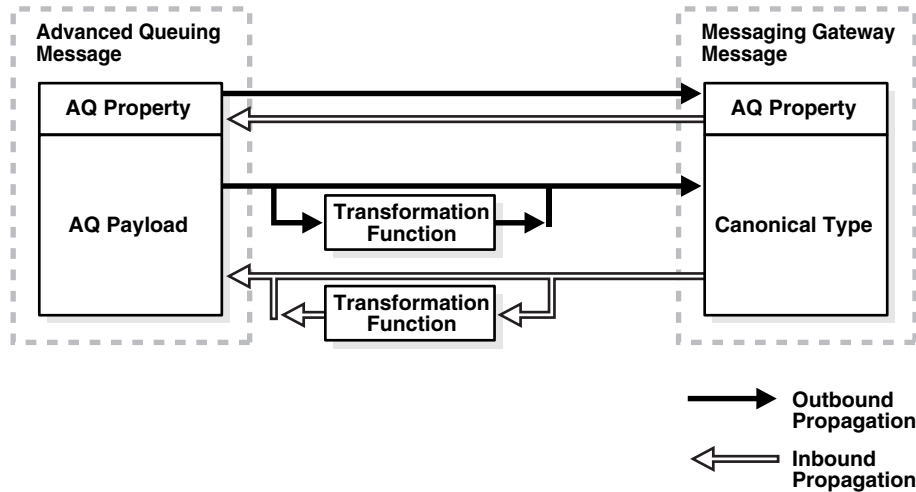 Advanced Queuing
Message
Messaging Gateway
Message
AQ Property
AQ Property
AQ Payload
Transformation
Function
Canonical Type
Transformation
Function
Outbound
Propagation
Inbound
Propagation